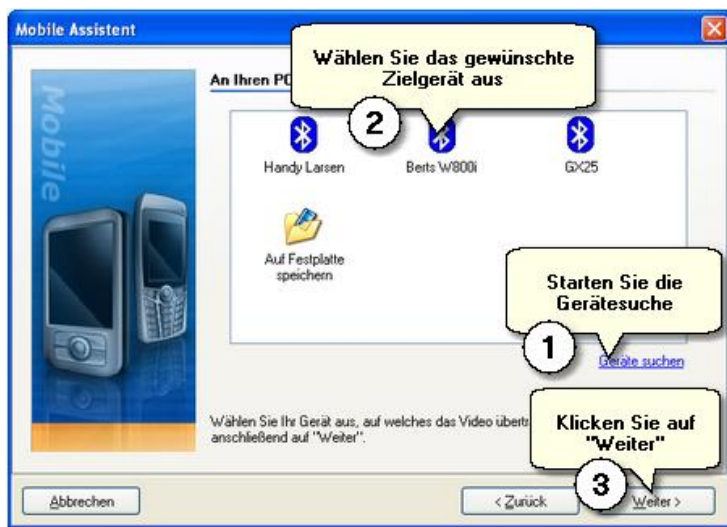 Mobile Assistent
Mobile
An Ihren PC
Wählen Sie das gewünschte
Zielgerät aus
2
Handy Larsen
Berts W800i
GX25
Auf Festplatte
speichern
Starten Sie die
Gerätesuche
1
Geräte suchen
Wählen Sie Ihr Gerät aus, auf welches das Video
anschließend auf "Weiter".
Klicken Sie auf
"Weiter"
3
Abbrechen
< Zurück
Weiter >